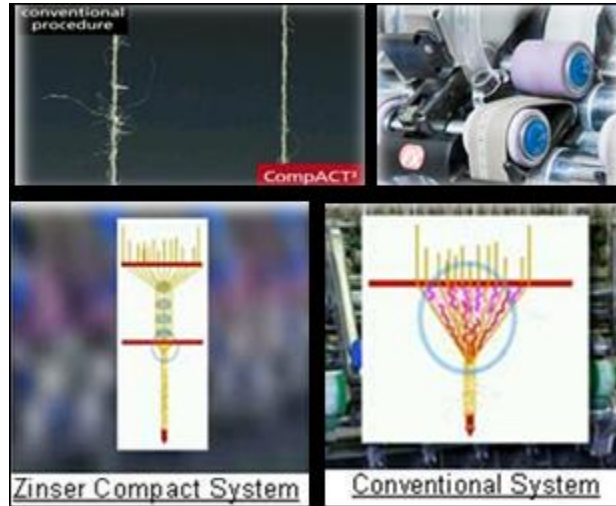 conventional
procedure
CompACT³
Zinser Compact System
Conventional System